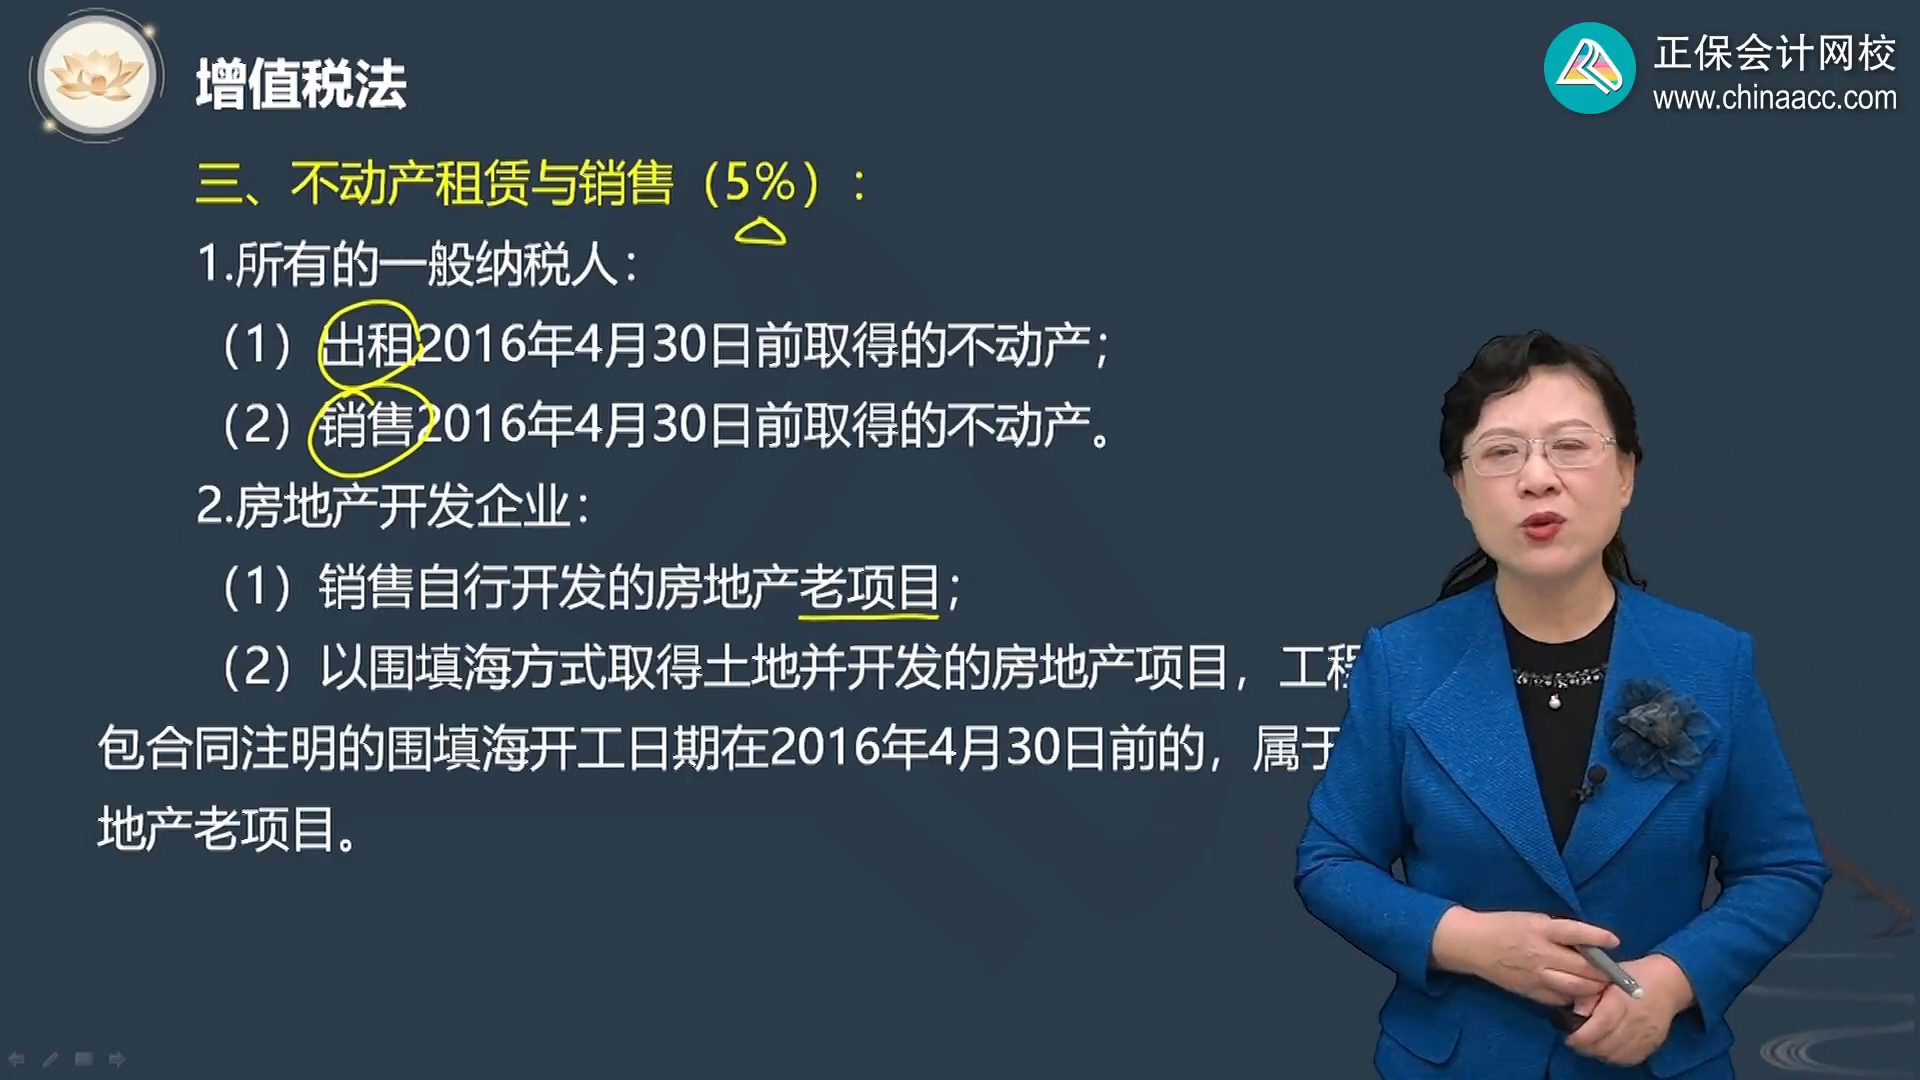 正保会计网校
www.chinaacc.com
增值税法
三、不动产租赁与销售（5%）：
1.所有的一般纳税人：
（1）出租2016年4月30日前取得的不动产；
（2）销售2016年4月30日前取得的不动产。
2.房地产开发企业：
（1）销售自行开发的房地产老项目；
（2）以围填海方式取得土地并开发的房地产项目，工程
包合同注明的围填海开工日期在2016年4月30日前的，属于
地产老项目。